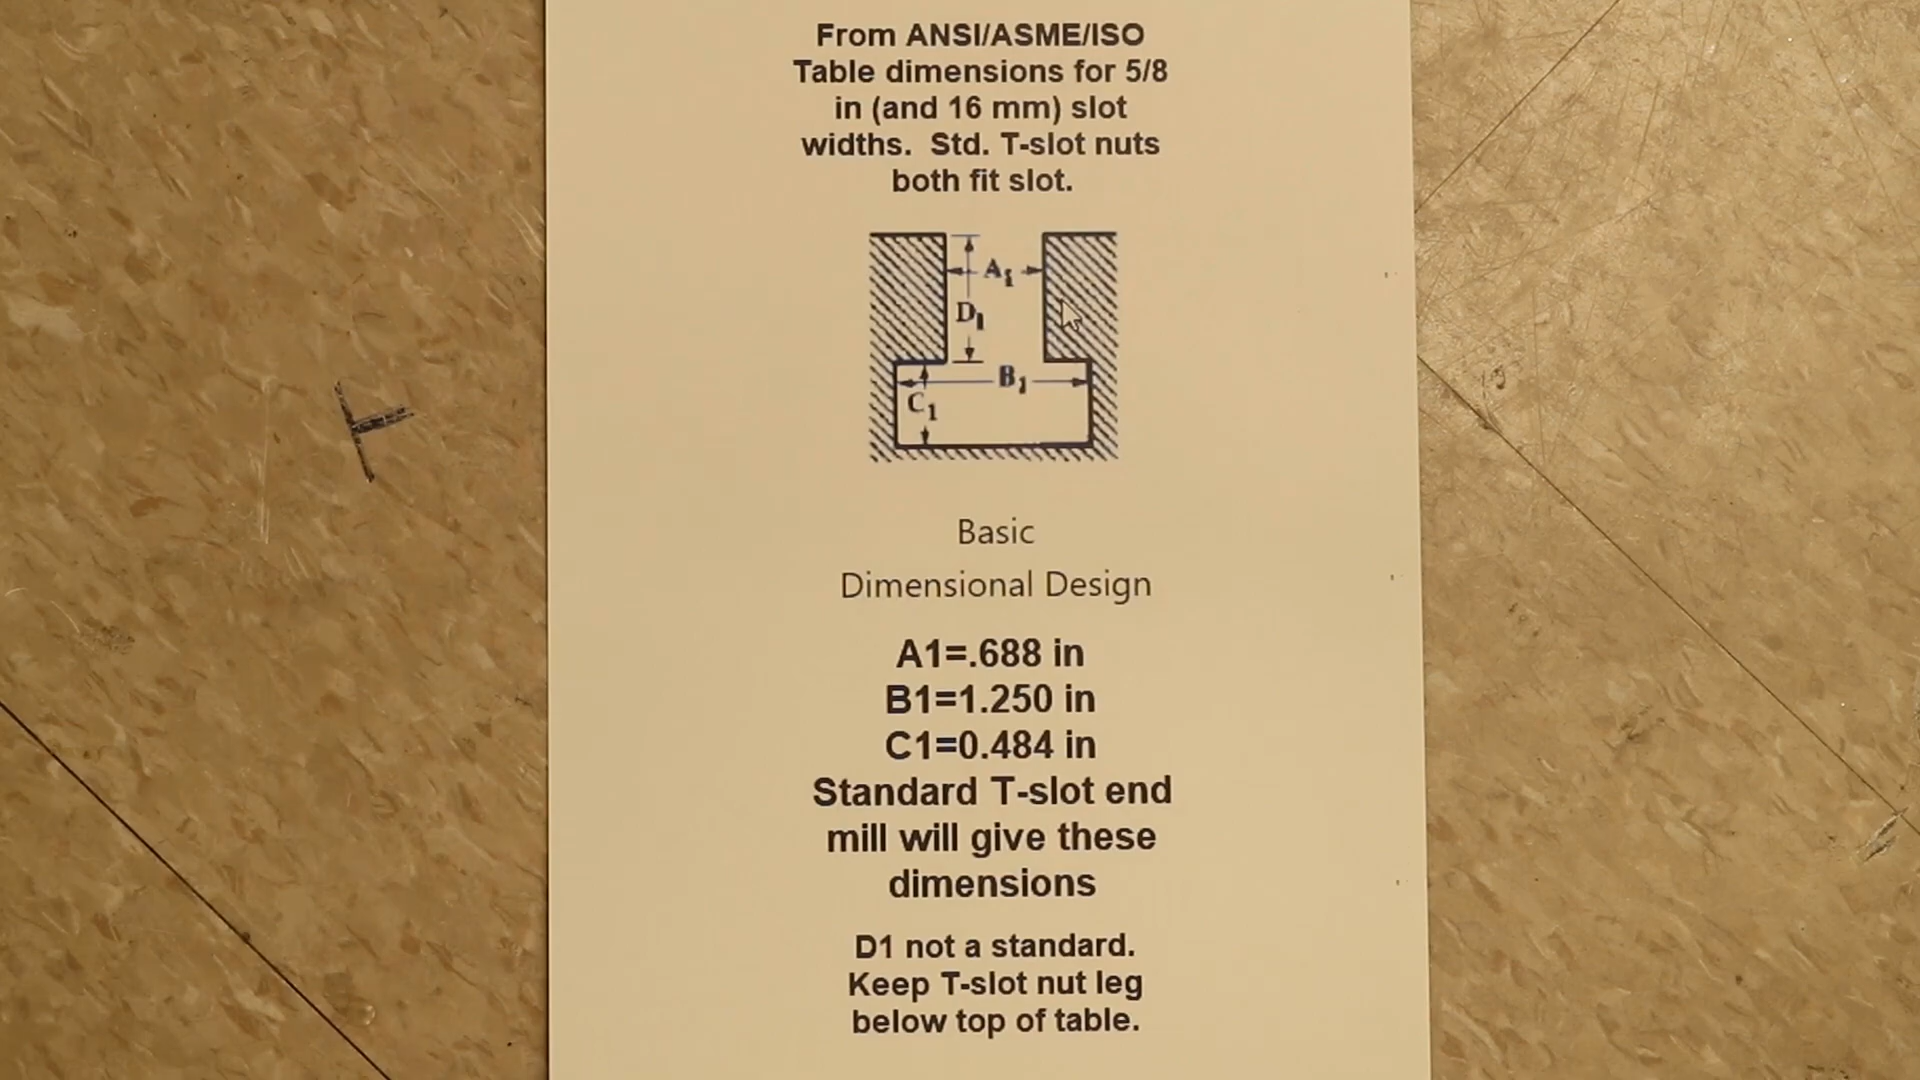 From ANSI/ASME/ISO
Table dimensions for 5/8
in (and 16 mm) slot
widths. Std. T-slot nuts
both fit slot.
A1
D1
B1
C1
Basic
Dimensional Design
A1=.688 in
B1=1.250 in
C1=0.484 in
Standard T-slot end
mill will give these
dimensions
D1 not a standard.
Keep T-slot nut leg
below top of table.